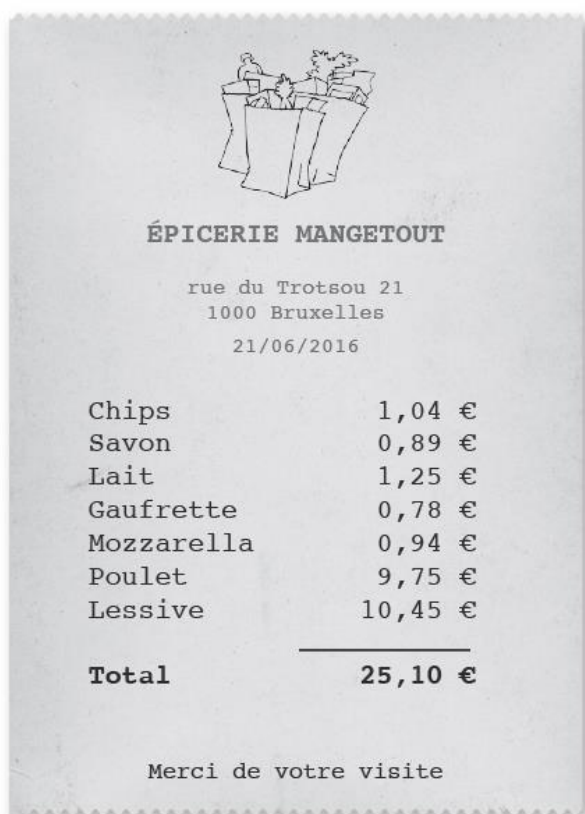 ÉPICERIE MANGETOUT
rue du Trotsou 21
1000 Bruxelles
21/06/2016
Chips 1,04 €
Savon 0,89 €
Lait 1,25 €
Gaufrette 0,78 €
Mozzarella 0,94 €
Poulet 9,75 €
Lessive 10,45 €
Total 25,10 €
Merci de votre visite